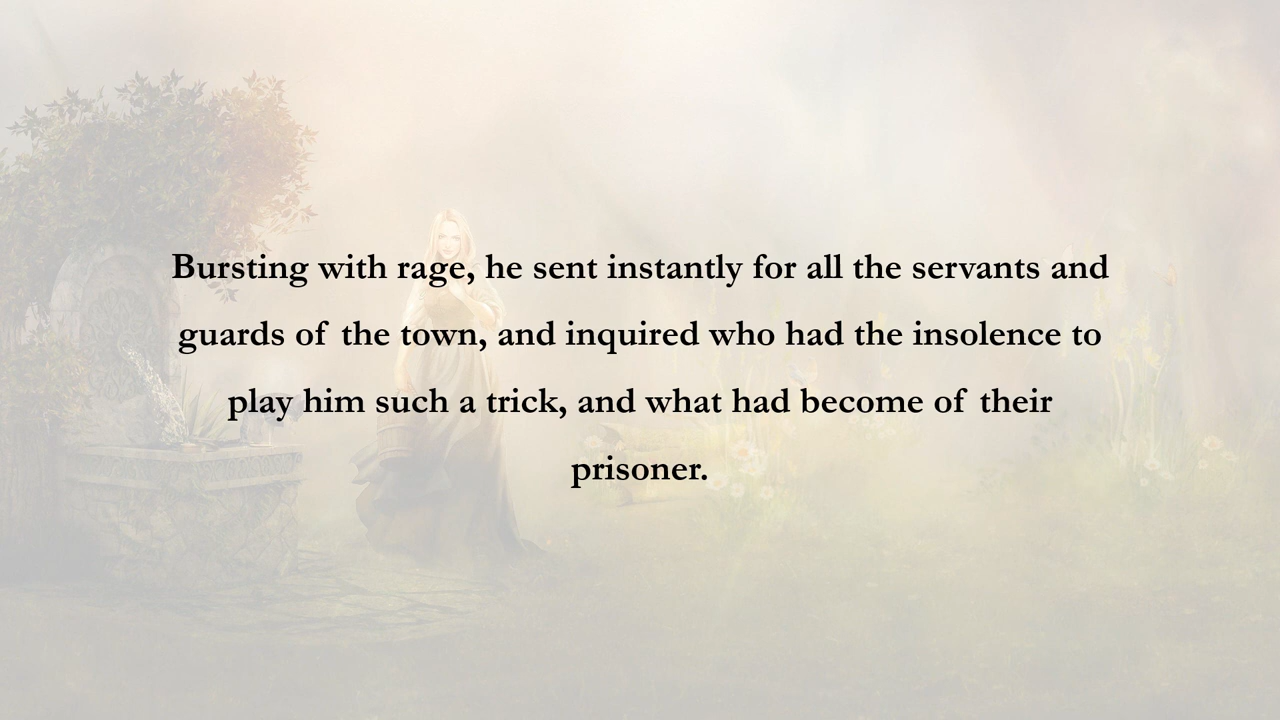 Bursting with rage, he sent instantly for all the servants and
guards of the town, and inquired who had the insolence to
play him such a trick, and what had become of their
prisoner.